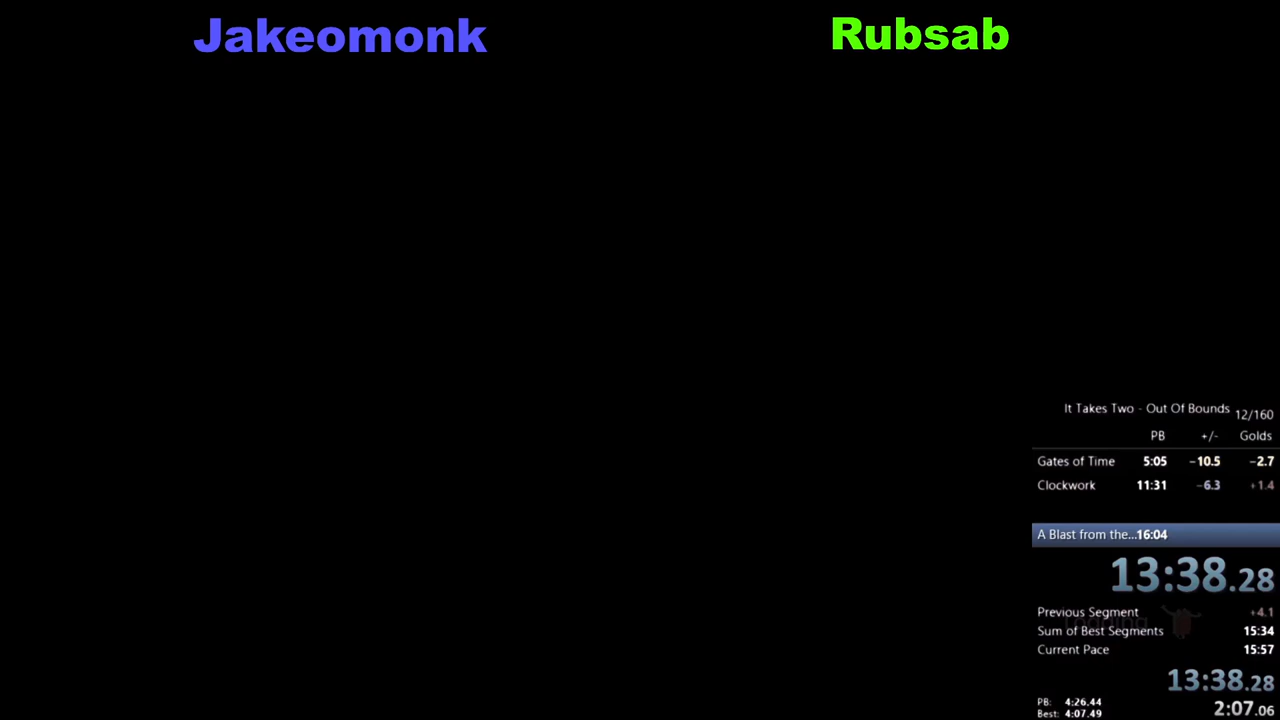 Jakeomonk
Rubsab
It Takes Two - Out Of Bounds 12/160
PB +/- Golds
Gates of Time 5:05 -10.5 -2.7
Clockwork 11:31 -6.3 +1.4
A Blast from the...16:04
13:38.28
Previous Segment +4.1
Loading
Sum of Best Segments 15:34
Current Pace 15:57
13:38.28
PB: 4:26.44
Best: 4:07.49
2:07.06